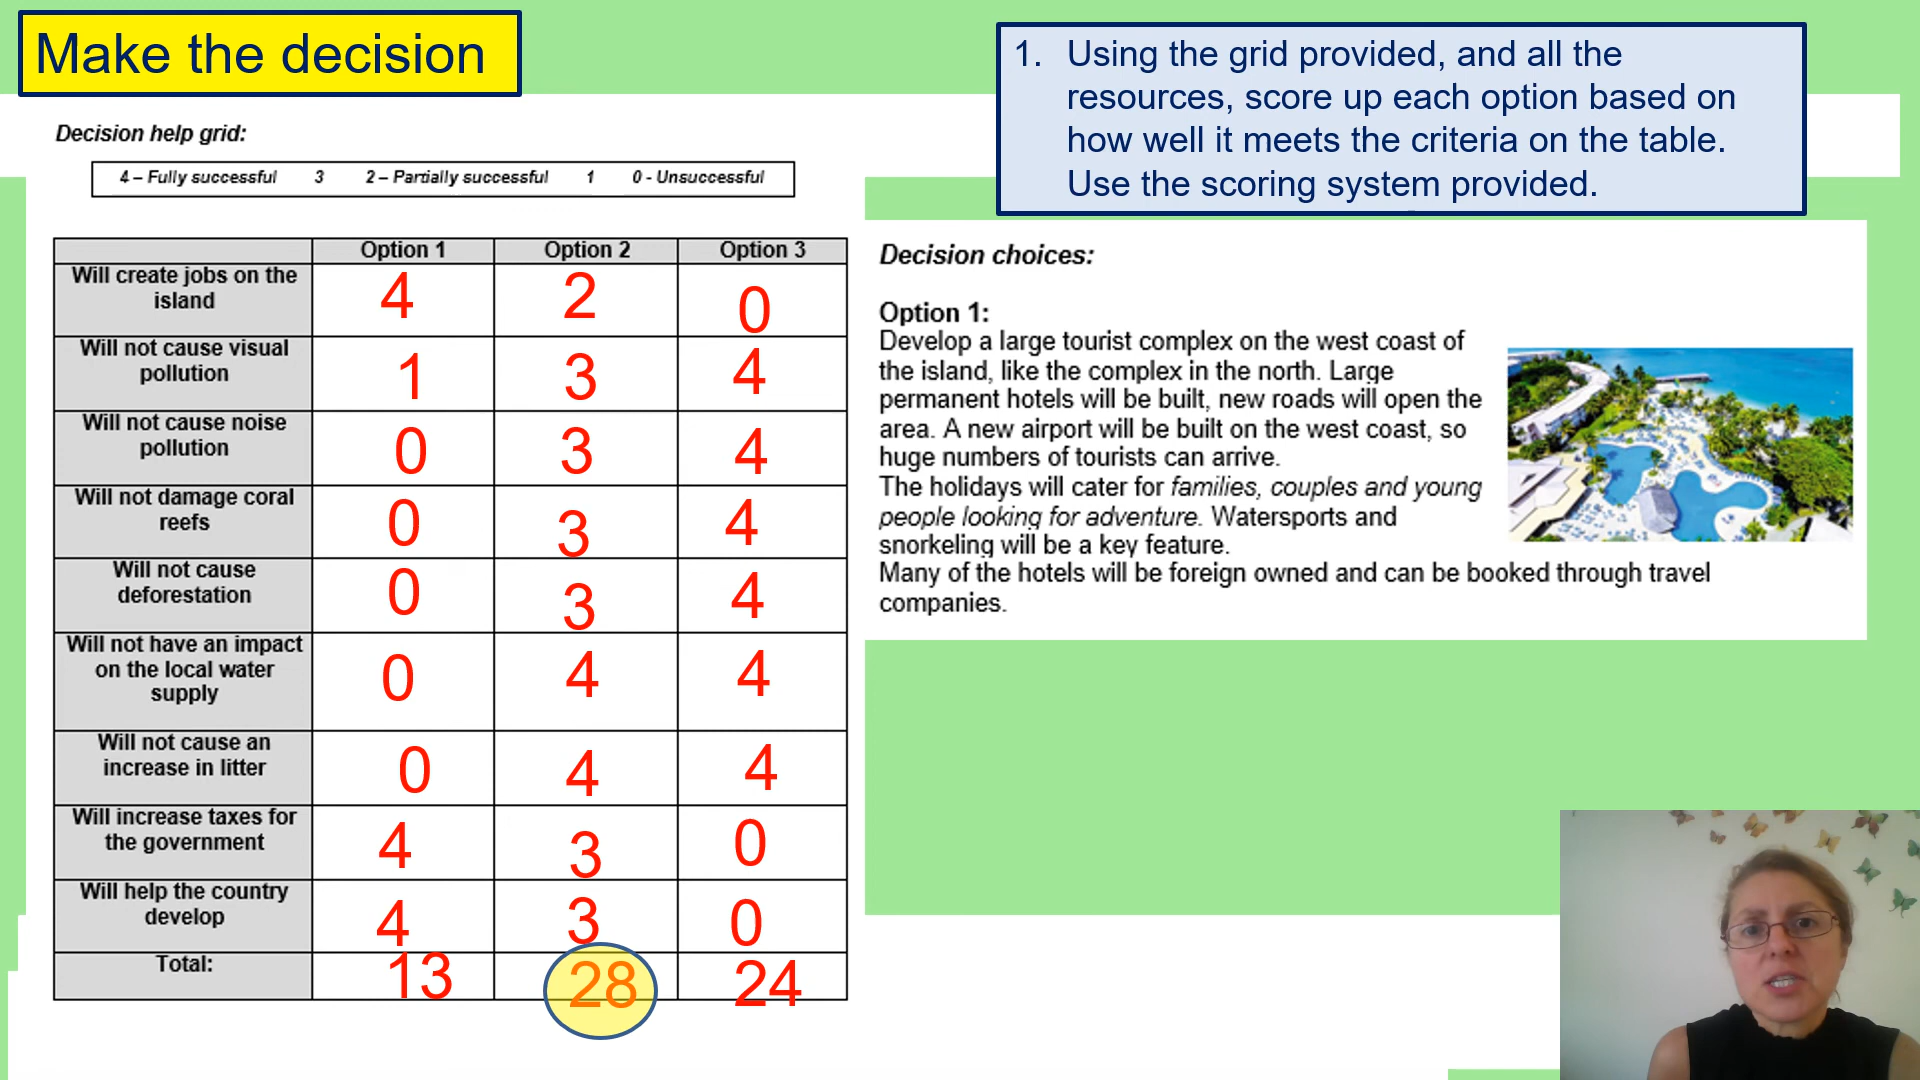 Make the decision
1. Using the grid provided, and all the
resources, score up each option based on
how well it meets the criteria on the table.
Use the scoring system provided.
Decision help grid:
4 – Fully successful 3 2 – Partially successful 1 0 - Unsuccessful
Option 1 Option 2 Option 3
Will create jobs on the
island
4 2 0
Will not cause visual
pollution
1 3 4
Will not cause noise
pollution
0 3 4
Will not damage coral
reefs
0 3 4
Will not cause
deforestation
0 3 4
Will not have an impact
on the local water
supply
0 4 4
Will not cause an
increase in litter
0 4 4
Will increase taxes for
the government
4 3 0
Will help the country
develop
4 3 0
Total: 13 28 24
Decision choices:
Option 1:
Develop a large tourist complex on the west coast of
the island, like the complex in the north. Large
permanent hotels will be built, new roads will open the
area. A new airport will be built on the west coast, so
huge numbers of tourists can arrive.
The holidays will cater for families, couples and young
people looking for adventure. Watersports and
snorkeling will be a key feature.
Many of the hotels will be foreign owned and can be booked through travel
companies.